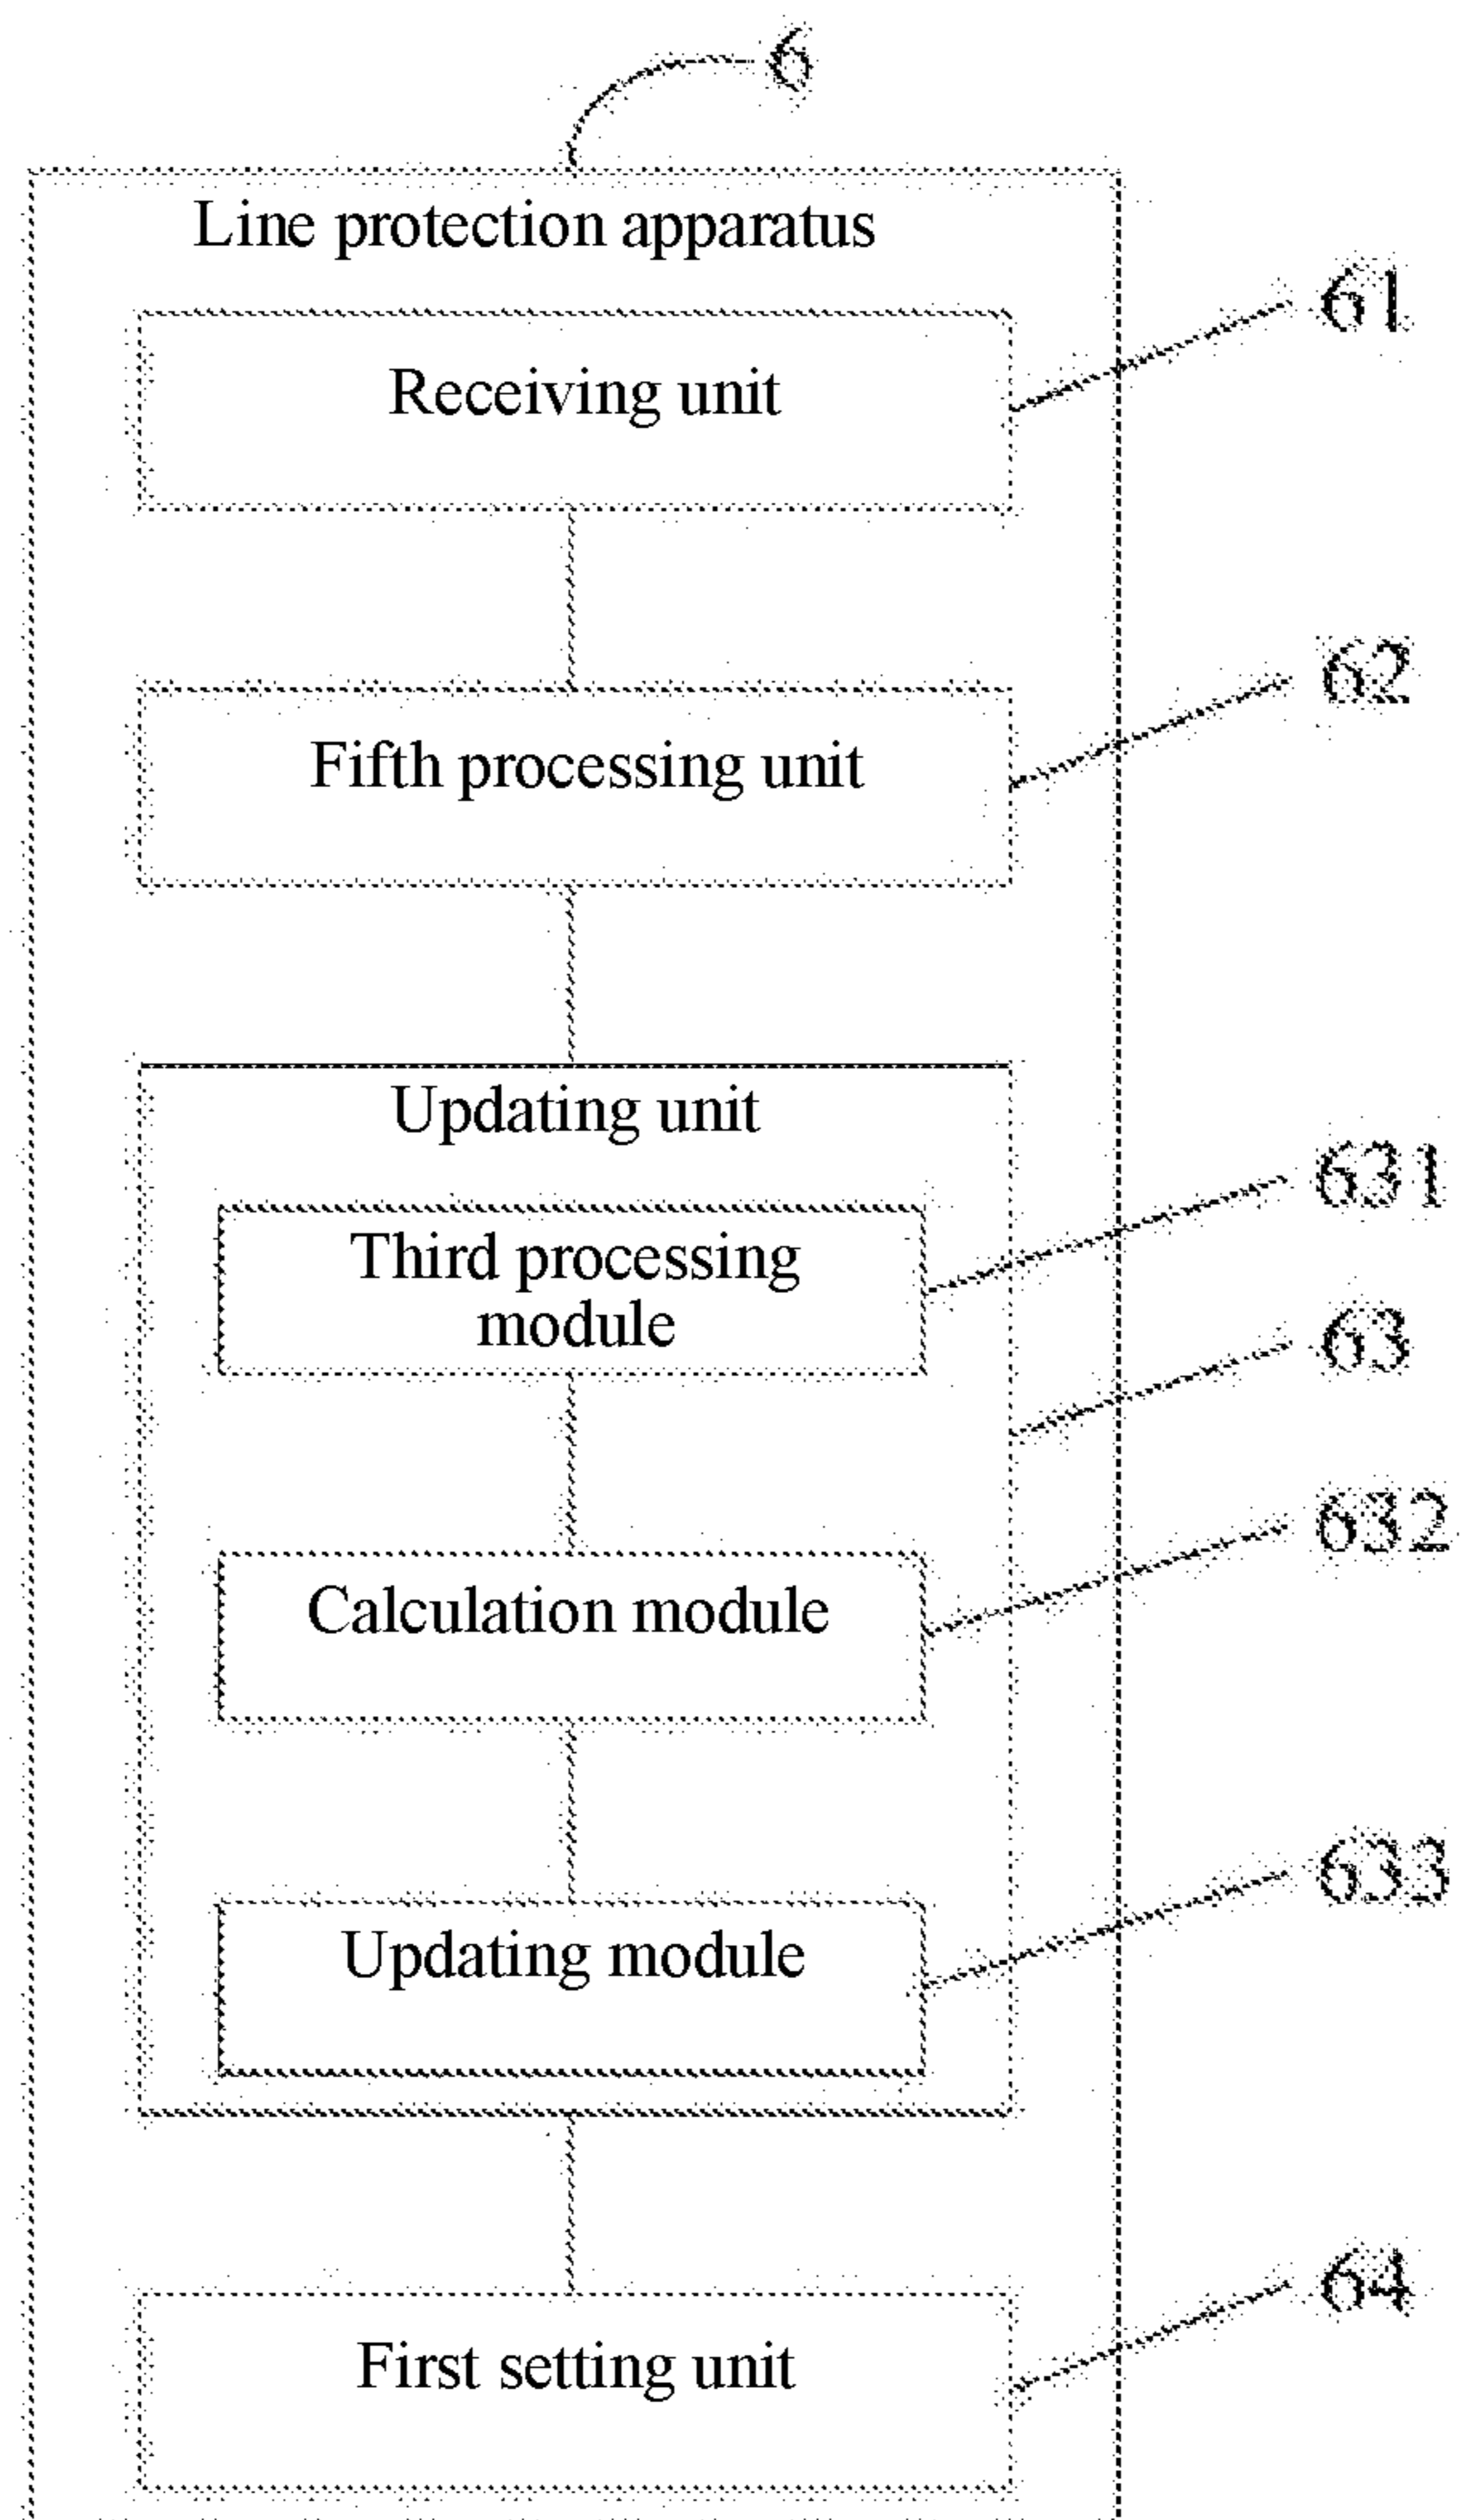 6
Line protection apparatus
61
Receiving unit
62
Fifth processing unit
Updating unit
631
Third processing
module
63
632
Calculation module
633
Updating module
64
First setting unit